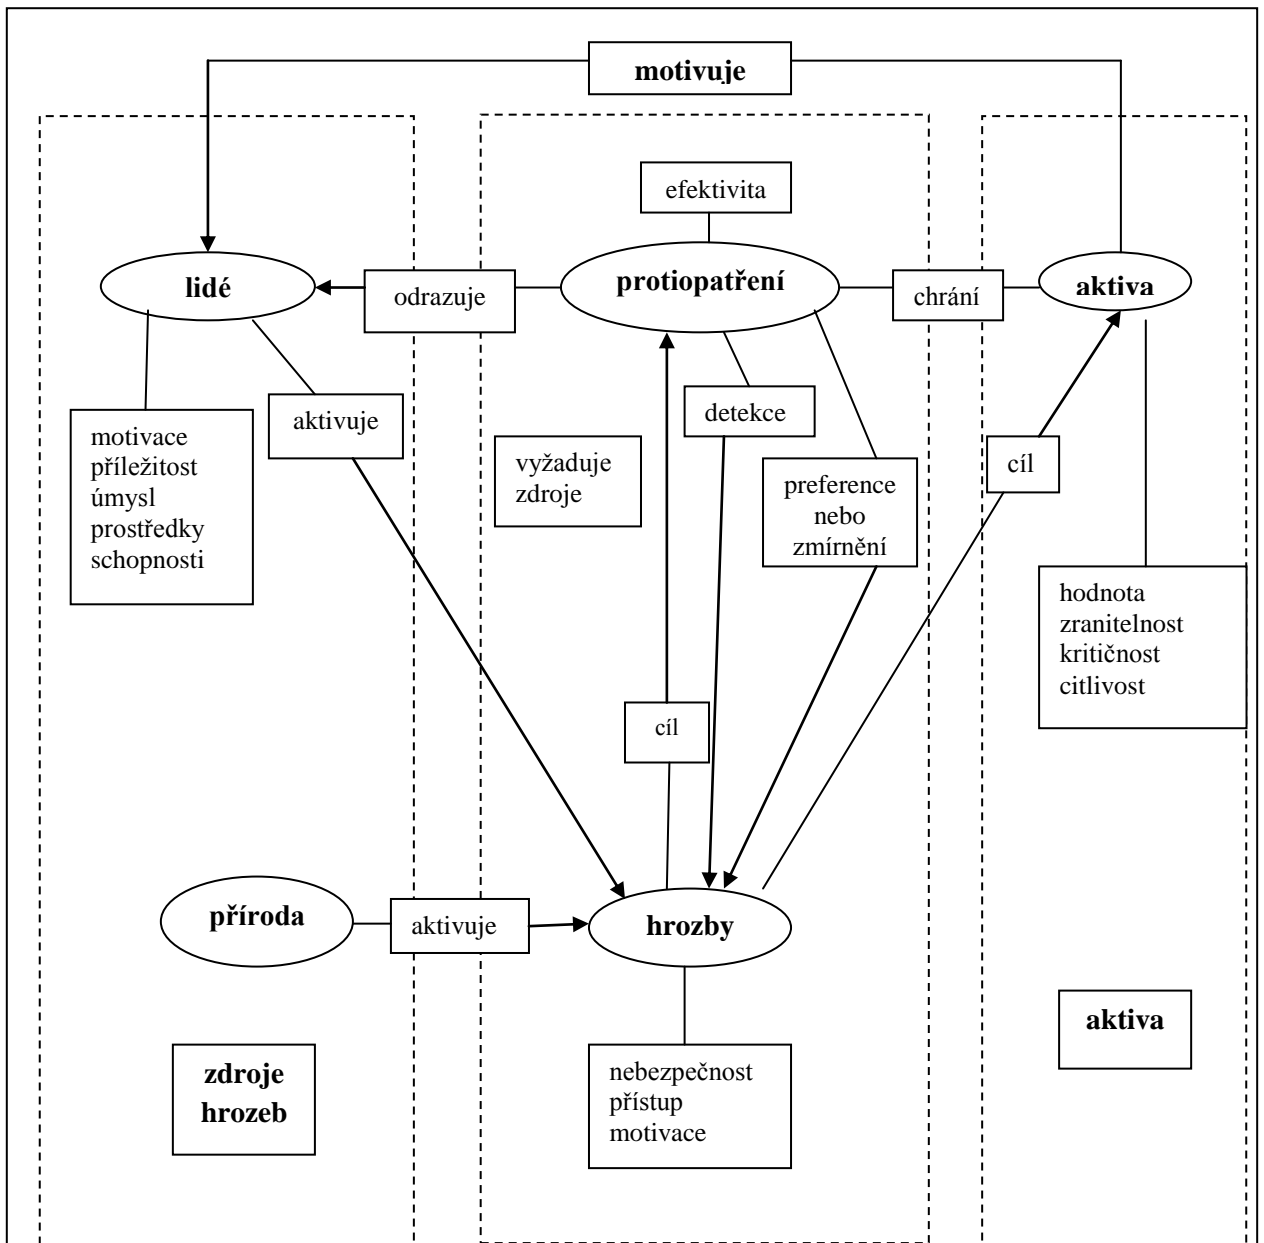 motivuje
efektivita
lidé
odrazuje
protiopatření
chrání
aktiva
motivace
příležitost
úmysl
prostředky
schopnosti
aktivuje
vyžaduje
zdroje
detekce
preference
nebo
zmírnění
cíl
hodnota
zranitelnost
kritičnost
citlivost
cíl
příroda
aktivuje
hrozby
zdroje
hrozeb
nebezpečnost
přístup
motivace
aktiva